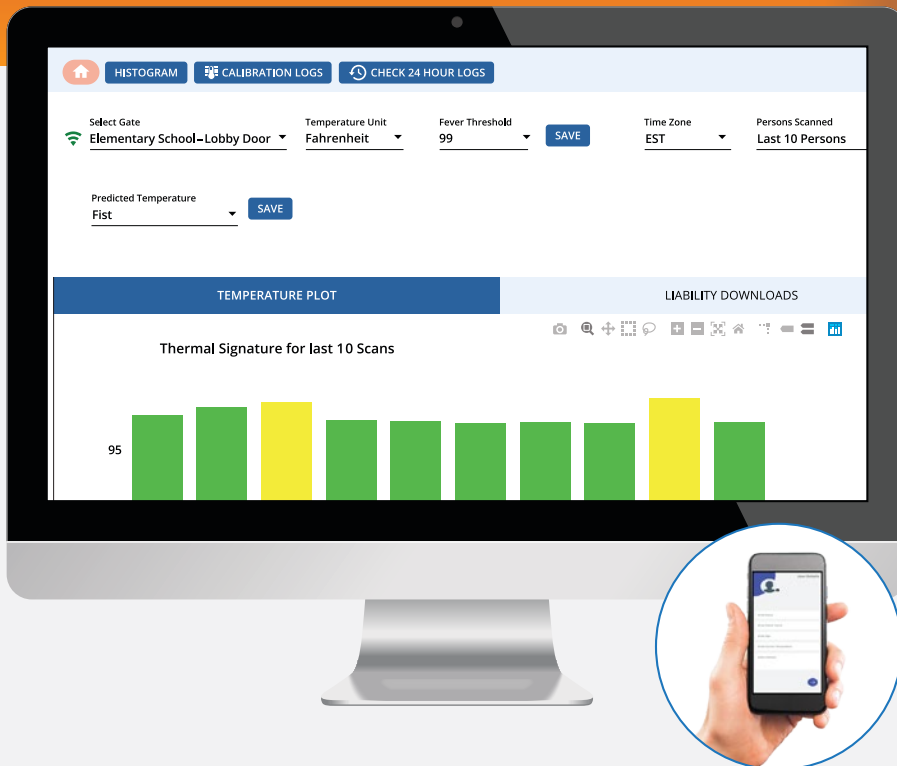 HISTOGRAM CALIBRATION LOGS CHECK 24 HOUR LOGS
Select Gate Temperature Unit Fever Threshold Time Zone Persons Scanned
Elementary School–Lobby Door Fahrenheit 99 SAVE EST Last 10 Persons
Predicted Temperature
Fist SAVE
TEMPERATURE PLOT LIABILITY DOWNLOADS
Thermal Signature for last 10 Scans
95